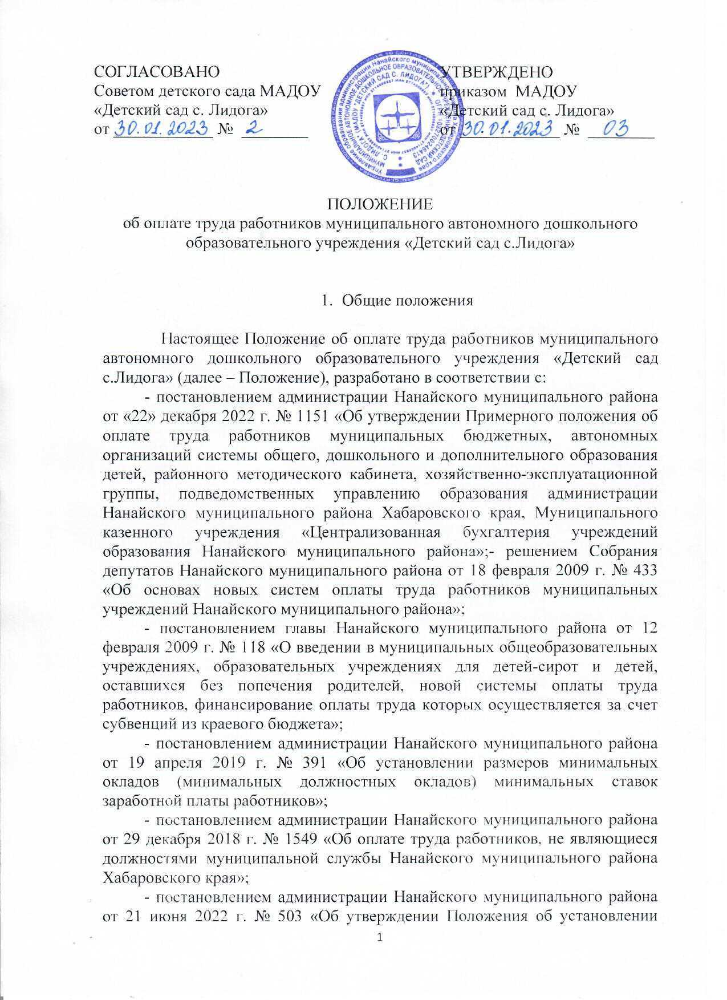 СОГЛАСОВАНО
Советом детского сада МАДОУ
«Детский сад с. Лидога»
от 30.01.2023 № 2
УТВЕРЖДЕНО
приказом МАДОУ
«Детский сад с. Лидога»
от 30.01.2023 № 03
ПОЛОЖЕНИЕ
об оплате труда работников муниципального автономного дошкольного
образовательного учреждения «Детский сад с.Лидога»
1. Общие положения
Настоящее Положение об оплате труда работников муниципального
автономного дошкольного образовательного учреждения «Детский сад
с.Лидога» (далее – Положение), разработано в соответствии с:
- постановлением администрации Нанайского муниципального района
от «22» декабря 2022 г. № 1151 «Об утверждении Примерного положения об
оплате труда работников муниципальных бюджетных, автономных
организаций системы общего, дошкольного и дополнительного образования
детей, районного методического кабинета, хозяйственно-эксплуатационной
группы, подведомственных управлению образования администрации
Нанайского муниципального района Хабаровского края, Муниципального
казенного учреждения «Централизованная бухгалтерия учреждений
образования Нанайского муниципального района»;- решением Собрания
депутатов Нанайского муниципального района от 18 февраля 2009 г. № 433
«Об основах новых систем оплаты труда работников муниципальных
учреждений Нанайского муниципального района»;
- постановлением главы Нанайского муниципального района от 12
февраля 2009 г. № 118 «О введении в муниципальных общеобразовательных
учреждениях, образовательных учреждениях для детей-сирот и детей,
оставшихся без попечения родителей, новой системы оплаты труда
работников, финансирование оплаты труда которых осуществляется за счет
субвенций из краевого бюджета»;
- постановлением администрации Нанайского муниципального района
от 19 апреля 2019 г. № 391 «Об установлении размеров минимальных
окладов (минимальных должностных окладов) минимальных ставок
заработной платы работников»;
- постановлением администрации Нанайского муниципального района
от 29 декабря 2018 г. № 1549 «Об оплате труда работников, не являющиеся
должностями муниципальной службы Нанайского муниципального района
Хабаровского края»;
- постановлением администрации Нанайского муниципального района
от 21 июня 2022 г. № 503 «Об утверждении Положения об установлении
1